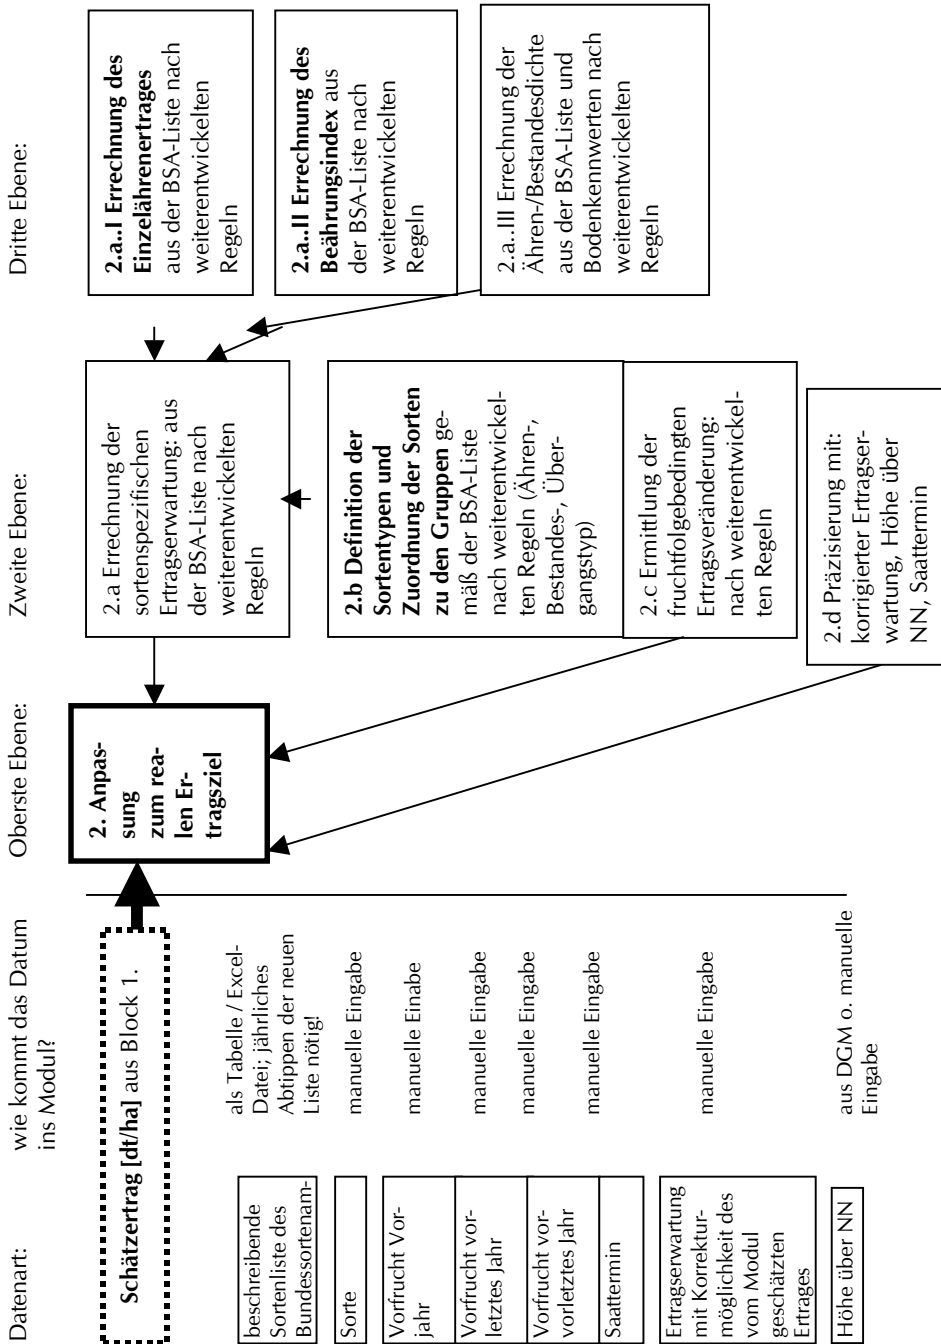 Datenart:
wie kommt das Datum
ins Modul?
Oberste Ebene:
Zweite Ebene:
Dritte Ebene:
Schätzertrag [dt/ha] aus Block 1.
beschreibende
Sortenliste des
Bundessortenam-
als Tabelle / Excel-
Datei; jährliches
Abtippen der neuen
Liste nötig!
Sorte
manuelle Eingabe
Vorfrucht Vor-
jahr
manuelle Einabe
Vorfrucht vor-
letztes Jahr
manuelle Eingabe
Vorfrucht vor-
vorletztes Jahr
manuelle Eingabe
Saattermin
manuelle Eingabe
Ertragserwartung
mit Korrektur-
möglichkeit des
vom Modul
geschätzten
Ertrages
manuelle Eingabe
Höhe über NN
aus DGM o. manuelle
Eingabe
2. Anpas-
sung
zum rea-
len Er-
tragsziel
2.a Errechnung der
sortenspezifischen
Ertragserwartung: aus
der BSA-Liste nach
weiterentwickelten
Regeln
2.b Definition der
Sortentypen und
Zuordnung der Sorten
zu den Gruppen ge-
mäß der BSA-Liste
nach weiterentwickel-
ten Regeln (Ähren-,
Bestandes-, Über-
gangstyp)
2.c Ermittlung der
fruchtfolgebedingten
Ertragsveränderung:
nach weiterentwickel-
ten Regeln
2.d Präzisierung mit:
korrigierter Ertragser-
wartung, Höhe über
NN, Saattermin
2.a..I Errechnung des
Einzelährenertrages
aus der BSA-Liste nach
weiterentwickelten
Regeln
2.a..II Errechnung des
Beährungsindex aus
der BSA-Liste nach
weiterentwickelten
Regeln
2.a..III Errechnung der
Ähren-/Bestandesdichte
aus der BSA-Liste und
Bodenkennwerten nach
weiterentwickelten
Regeln